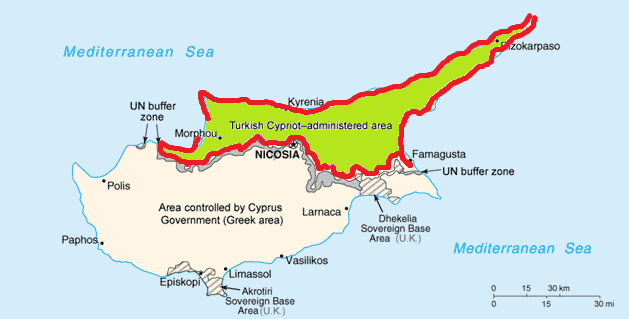 Mediterranean Sea
Rizokarpaso
Kyrenia
UN buffer
zone
Morphou
Turkish Cypriot–administered area
NICOSIA
Famagusta
UN buffer zone
Polis
Area controlled by Cyprus
Government (Greek area)
Larnaca
Dhekelia
Sovereign Base
Area (U.K.)
Paphos
Mediterranean Sea
Vasilikos
Limassol
Episkopi
Akrotiri
Sovereign Base
Area (U.K.)
0 15 30 km
0 15 30 mi